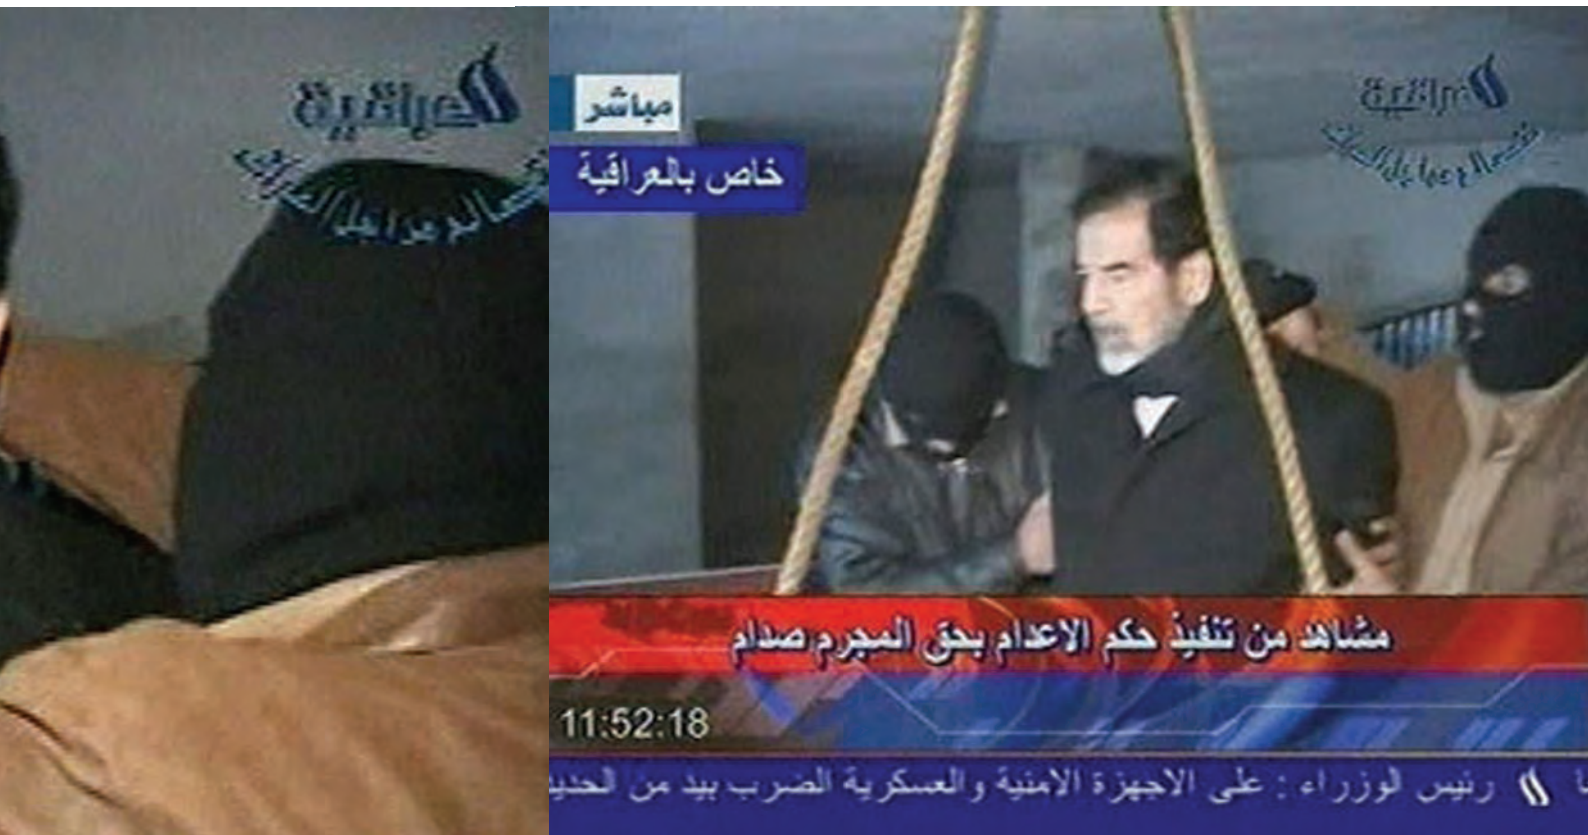 العراقية
مباشر
خاص بالعراقية
العراقية
مشاهد من تنفيذ حكم الاعدام بحق المجرم صدام
11:52:18
رئيس الوزراء : على الاجهزة الامنية والعسكرية الضرب بيد من